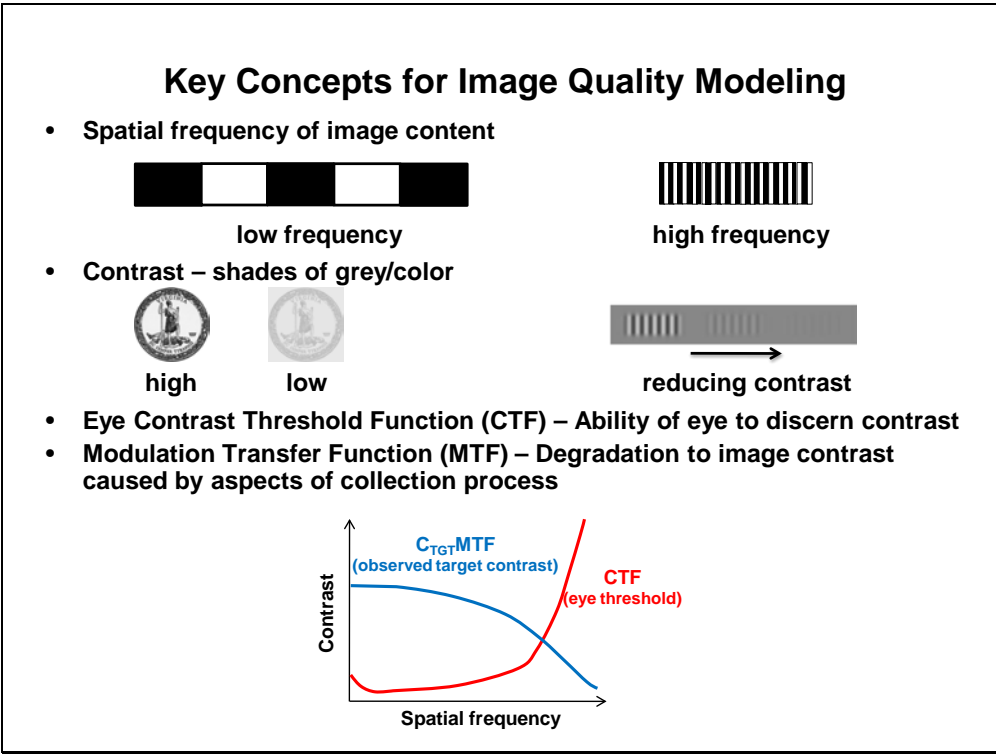 Key Concepts for Image Quality Modeling
• Spatial frequency of image content
low frequency
high frequency
• Contrast – shades of grey/color
high
low
reducing contrast
• Eye Contrast Threshold Function (CTF) – Ability of eye to discern contrast
• Modulation Transfer Function (MTF) – Degradation to image contrast
caused by aspects of collection process
C_TGT MTF
(observed target contrast)
CTF
(eye threshold)
Contrast
Spatial frequency